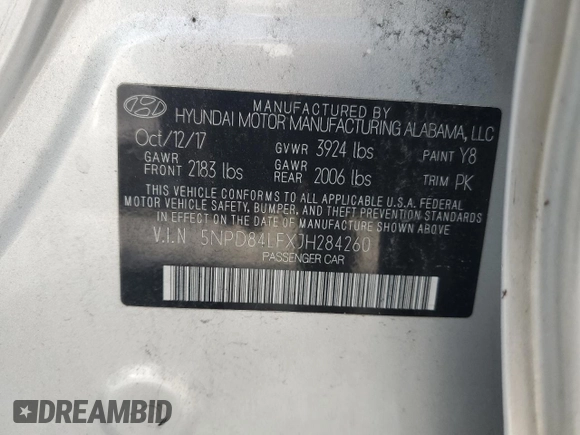 MANUFACTURED BY
HYUNDAI MOTOR MANUFACTURING ALABAMA, LLC
Oct/12/17 GVWR 3924 lbs PAINT Y8
GAWR FRONT 2183 lbs GAWR REAR 2006 lbs TRIM PK
THIS VEHICLE CONFORMS TO ALL APPLICABLE U.S.A. FEDERAL
MOTOR VEHICLE SAFETY, BUMPER, AND THEFT PREVENTION STANDARDS
IN EFFECT ON THE DATE OF MANUFACTURE SHOWN ABOVE.
V.I.N 5NPD84LFXJH284260
PASSENGER CAR
DREAMBID